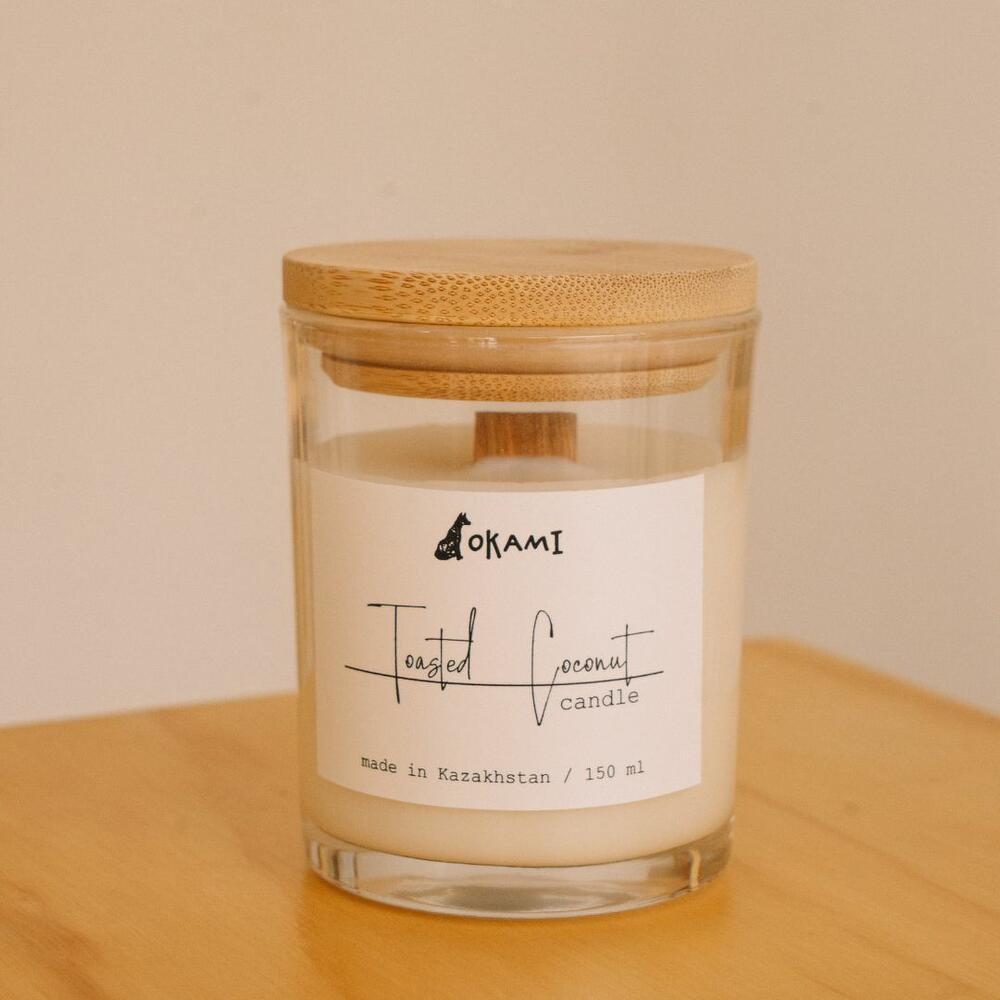 OKAMI
Toasted Coconut
candle
made in Kazakhstan / 150 ml